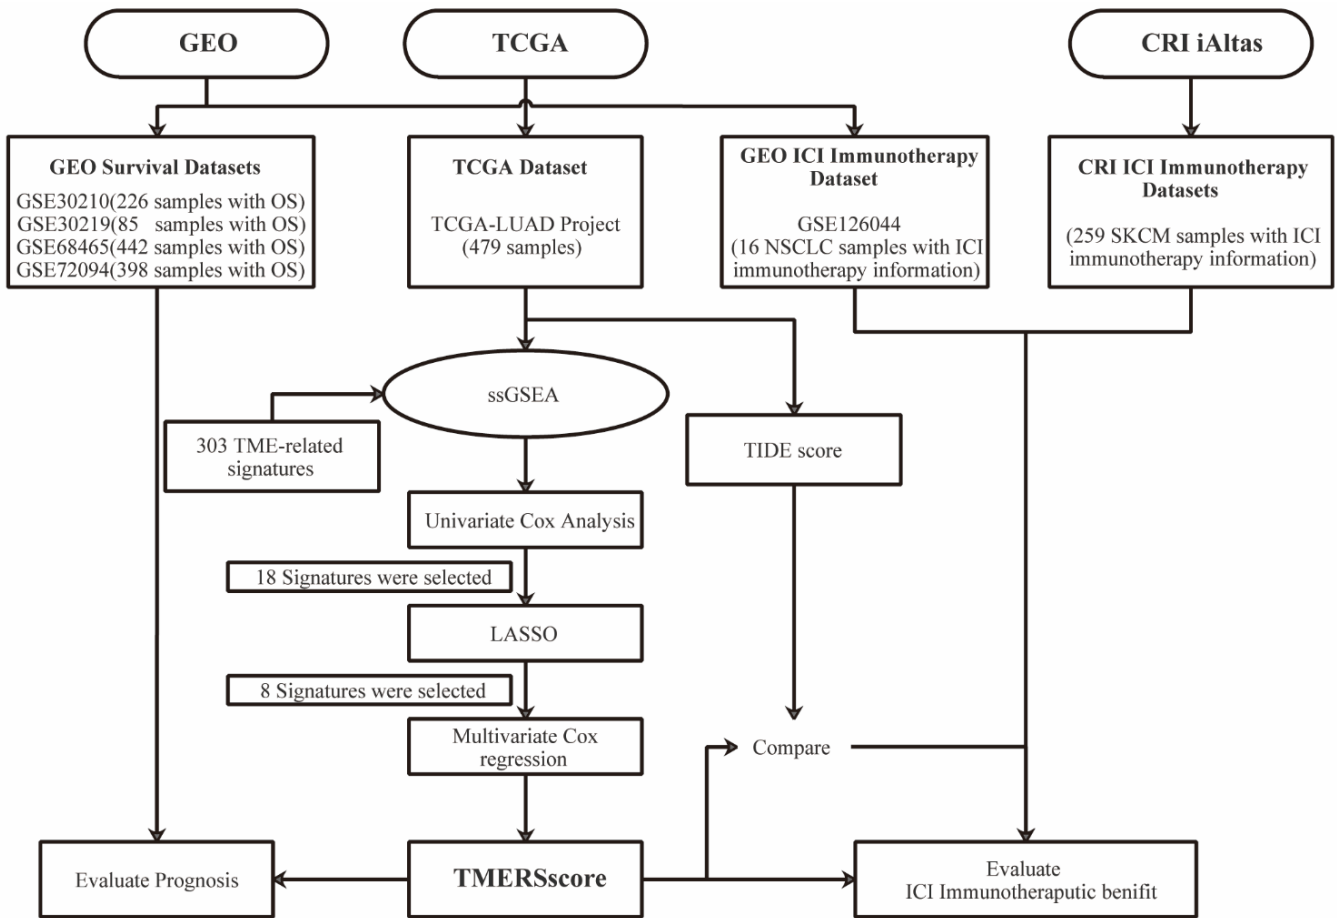 GEO
TCGA
CRI iAltas
GEO Survival Datasets
GSE30210(226 samples with OS)
GSE30219(85 samples with OS)
GSE68465(442 samples with OS)
GSE72094(398 samples with OS)
TCGA Dataset
TCGA-LUAD Project
(479 samples)
GEO ICI Immunotherapy
Dataset
GSE126044
(16 NSCLC samples with ICI
immunotherapy information)
CRI ICI Immunotherapy
Datasets
(259 SKCM samples with ICI
immunotherapy information)
ssGSEA
303 TME-related
signatures
TIDE score
Univariate Cox Analysis
18 Signatures were selected
LASSO
8 Signatures were selected
Multivariate Cox
regression
Compare
Evaluate Prognosis
TMERSscore
Evaluate
ICI Immunotheraputic benifit